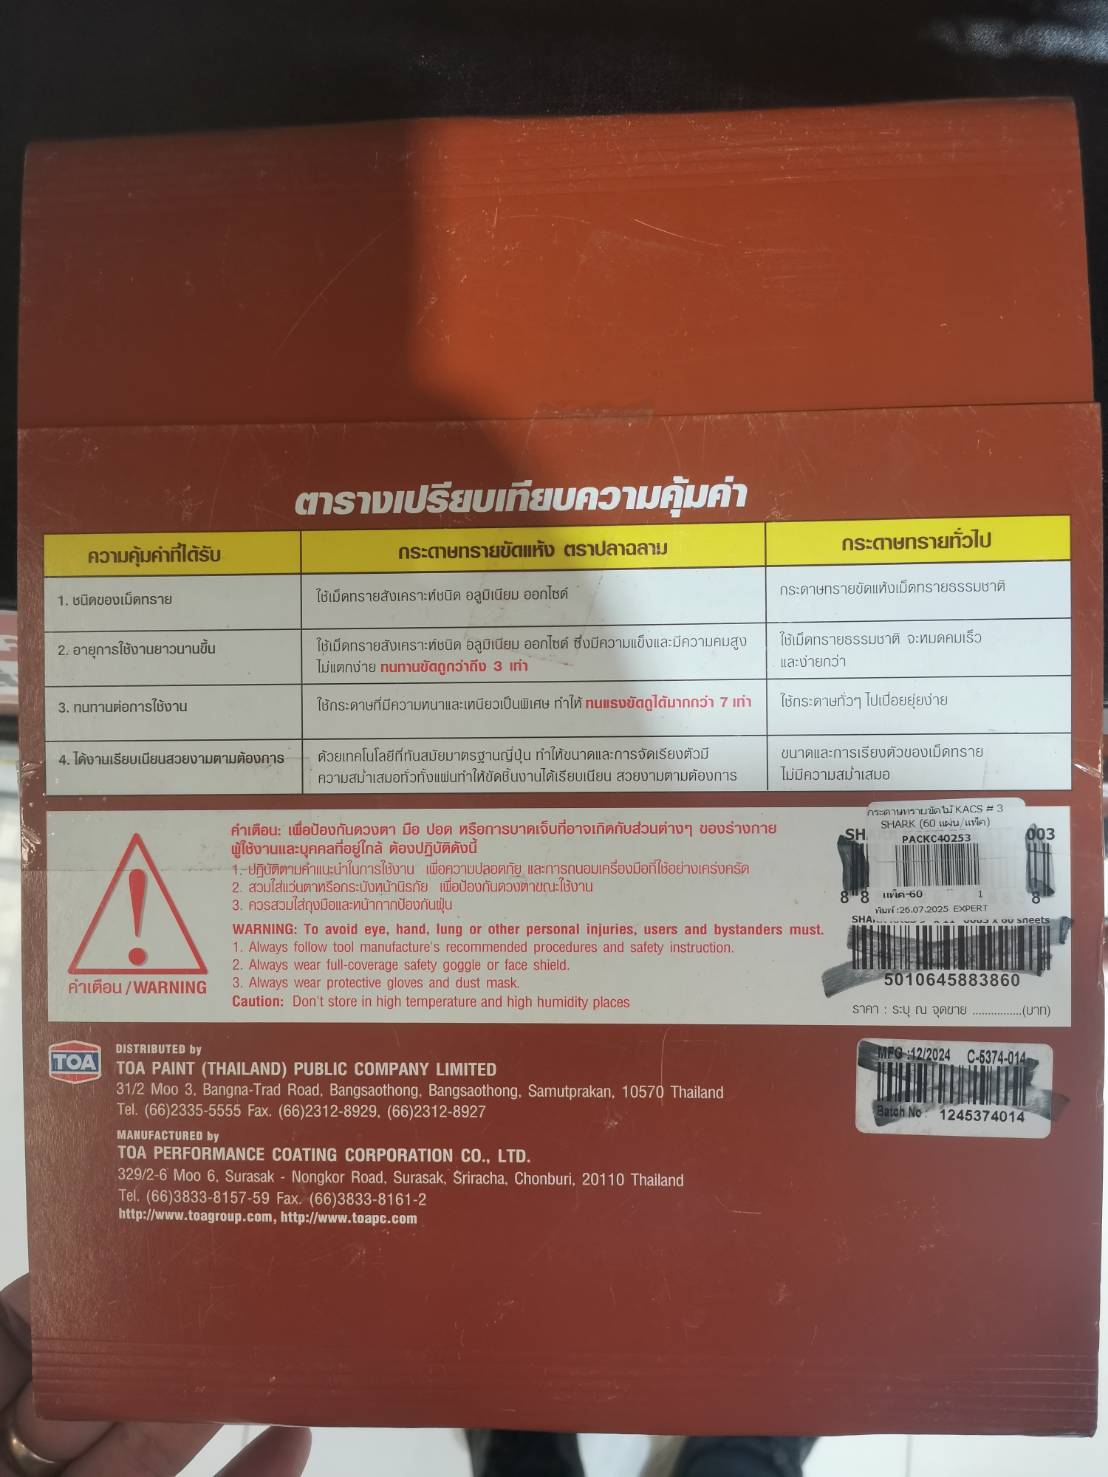 ตารางเปรียบเทียบความคุ้มค่า
ความคุ้มค่าที่ได้รับ
กระดาษทรายขัดแห้ง ตราปลาฉลาม
กระดาษทรายทั่วไป
1. ชนิดของเม็ดทราย
ใช้เม็ดทรายสังเคราะห์ชนิด อลูมิเนียม ออกไซด์
กระดาษทรายขัดแห้งเม็ดทรายธรรมชาติ
2. อายุการใช้งานยาวนานขึ้น
ใช้เม็ดทรายสังเคราะห์ชนิด อลูมิเนียม ออกไซด์ ซึ่งมีความแข็งและมีความคมสูง
ไม่แตกง่าย ทนทานขัดถูกว่าถึง 3 เท่า
ใช้เม็ดทรายธรรมชาติ จะหมดคมเร็ว
และง่ายกว่า
3. ทนทานต่อการใช้งาน
ใช้กระดาษที่มีความหนาและเหนียวเป็นพิเศษ ทำให้ ทนแรงขัดถูได้มากกว่า 7 เท่า
ใช้กระดาษทั่วๆ ไปเปื่อยยุ่ยง่าย
4. ได้งานเรียบเนียนสวยงามตามต้องการ
ด้วยเทคโนโลยีที่ทันสมัยมาตรฐานญี่ปุ่น ทำให้ขนาดและการจัดเรียงตัวมี
ความสม่ำเสมอทั่วทั้งแผ่นทำให้ขัดชิ้นงานได้เรียบเนียน สวยงามตามต้องการ
ขนาดและการเรียงตัวของเม็ดทราย
ไม่มีความสม่ำเสมอ
คำเตือน: เพื่อป้องกันดวงตา มือ ปอด หรือการบาดเจ็บที่อาจเกิดกับส่วนต่างๆ ของร่างกาย
ผู้ใช้งานและบุคคลที่อยู่ใกล้ ต้องปฏิบัติดังนี้
1. ปฏิบัติตามคำแนะนำในการใช้งาน เพื่อความปลอดภัย และการถนอมเครื่องมือที่ใช้อย่างเคร่งครัด
2. สวมใส่แว่นตาหรือกระบังหน้านิรภัย เพื่อป้องกันดวงตาขณะใช้งาน
3. ควรสวมใส่ถุงมือและหน้ากากป้องกันฝุ่น
WARNING: To avoid eye, hand, lung or other personal injuries, users and bystanders must.
1. Always follow tool manufacture's recommended procedures and safety instruction.
2. Always wear full-coverage safety goggle or face shield.
3. Always wear protective gloves and dust mask.
Caution: Don't store in high temperature and high humidity places
คำเตือน / WARNING
กระดาษทรายขัดไม้ KACS # 3
SHARK (60 แผ่น/แพ็ค)
PACKC40253
SH
003
8 8
8
แพ็ค-60 1
พิมพ์ :26.07.2025 EXPERT
5010645883860
ราคา : ระบุ ณ จุดขาย ................(บาท)
MFG :12/2024 C-5374-014
Batch No : 1245374014
TOA
DISTRIBUTED by
TOA PAINT (THAILAND) PUBLIC COMPANY LIMITED
31/2 Moo 3, Bangna-Trad Road, Bangsaothong, Bangsaothong, Samutprakan, 10570 Thailand
Tel. (66)2335-5555 Fax. (66)2312-8929, (66)2312-8927
MANUFACTURED by
TOA PERFORMANCE COATING CORPORATION CO., LTD.
329/2-6 Moo 6, Surasak - Nongkor Road, Surasak, Sriracha, Chonburi, 20110 Thailand
Tel. (66)3833-8157-59 Fax. (66)3833-8161-2
http://www.toagroup.com, http://www.toapc.com